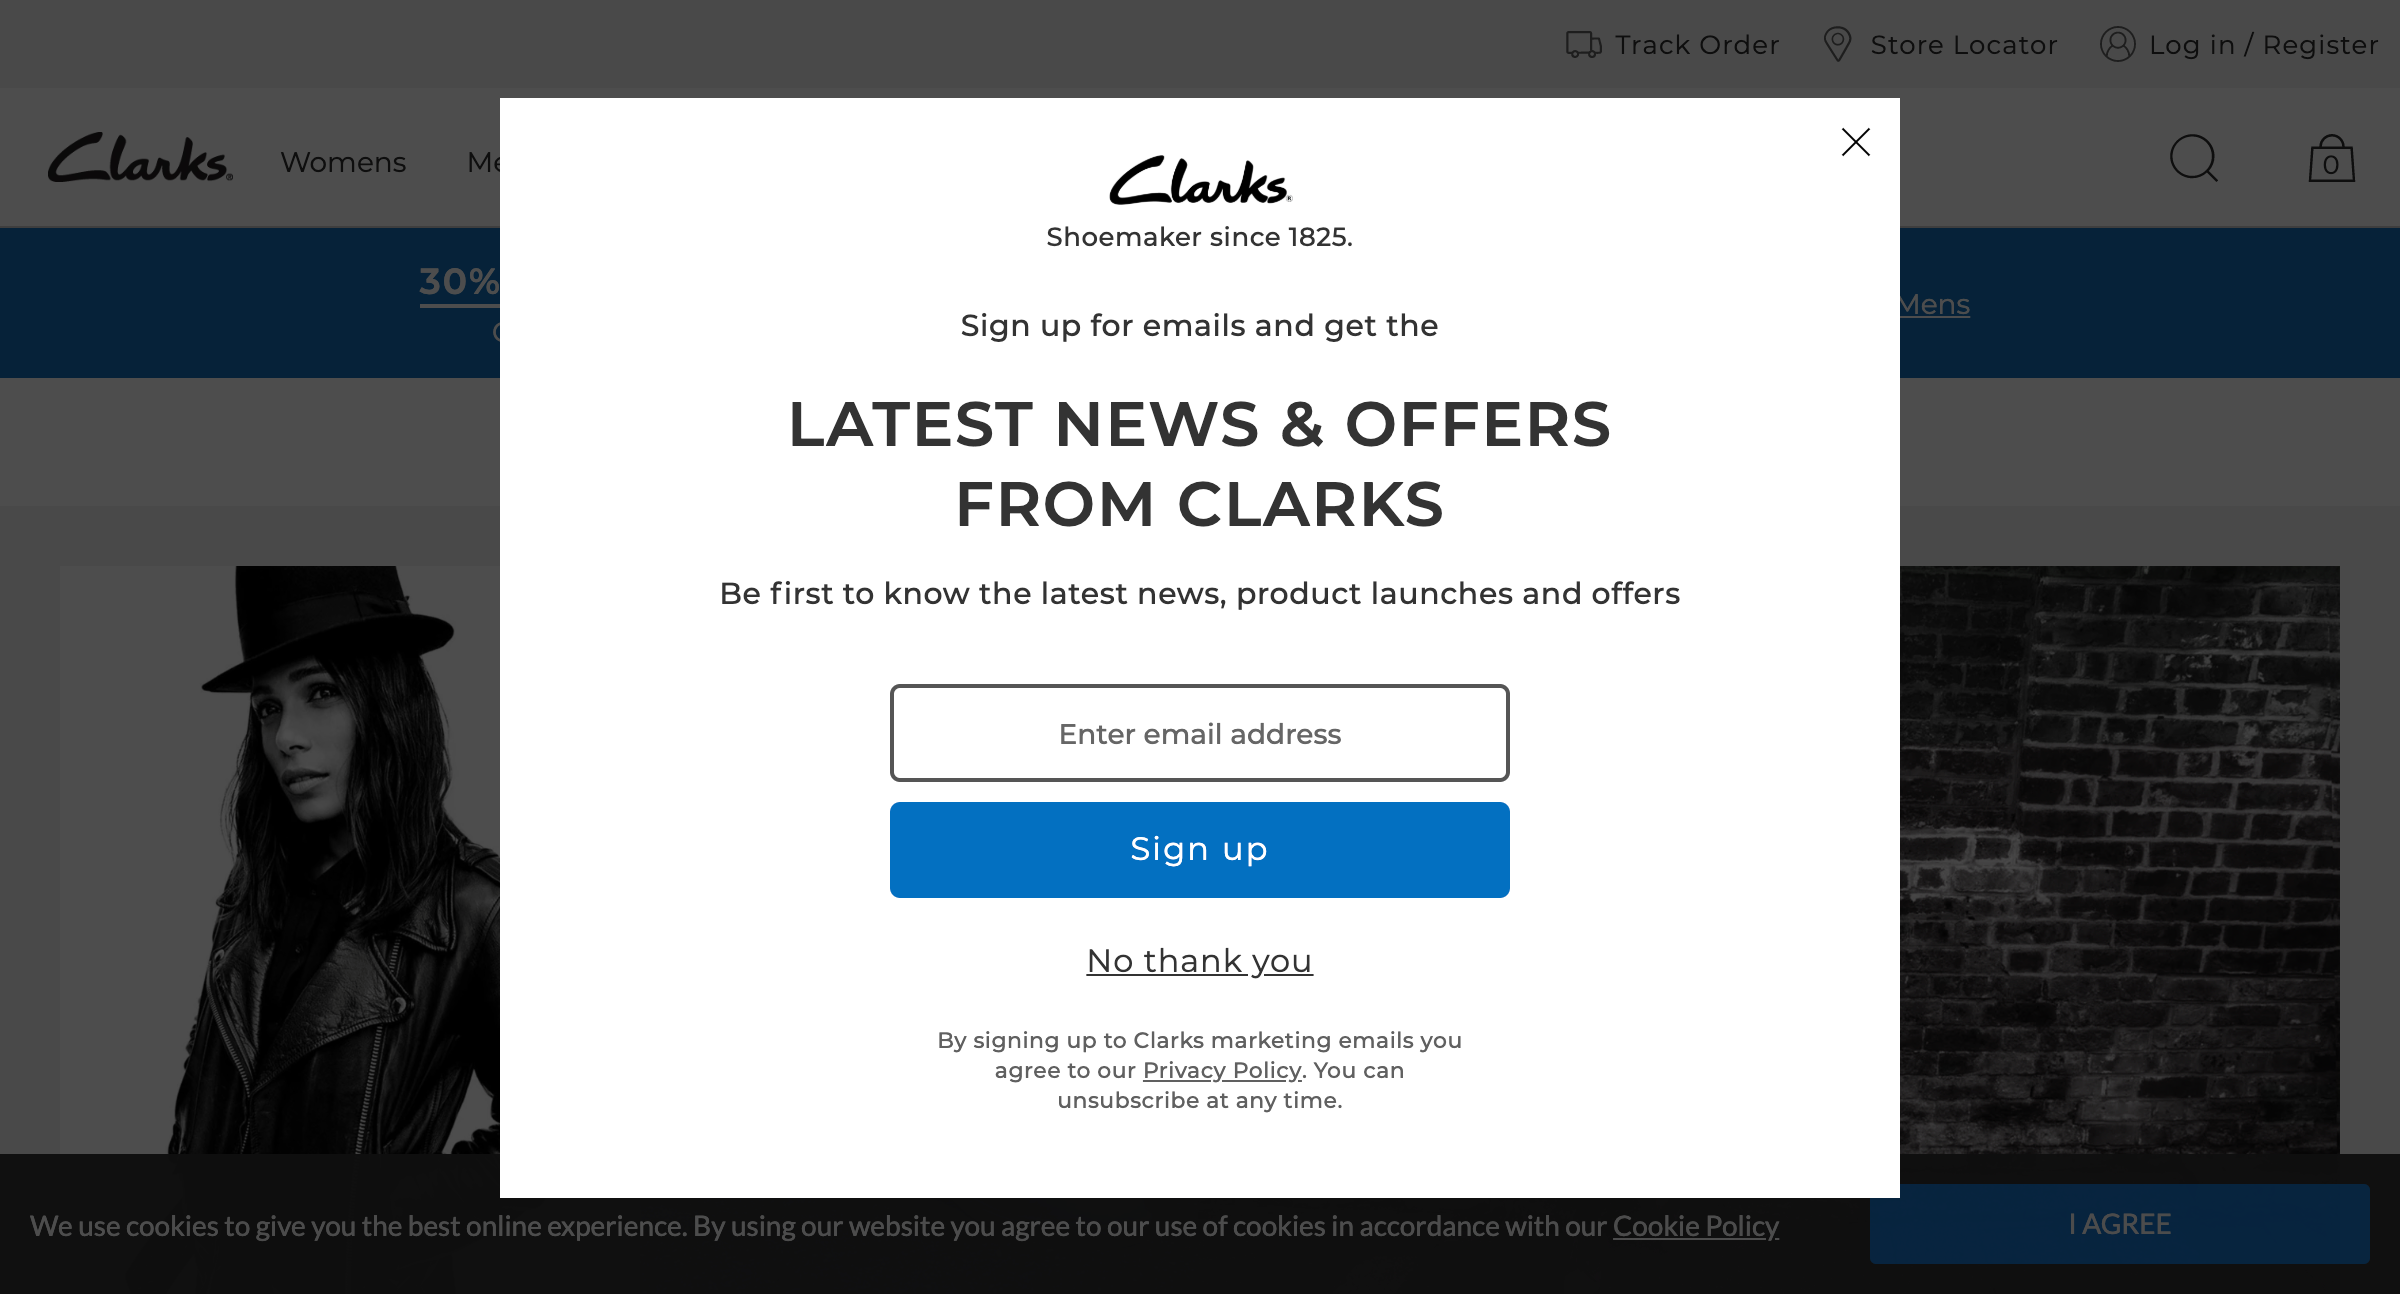 Track Order
Store Locator
Log in / Register
Clarks
Womens
0
30%
Mens
Clarks
Shoemaker since 1825.
Sign up for emails and get the
LATEST NEWS & OFFERS
FROM CLARKS
Be first to know the latest news, product launches and offers
Enter email address
Sign up
No thank you
By signing up to Clarks marketing emails you
agree to our Privacy Policy. You can
unsubscribe at any time.
We use cookies to give you the best online experience. By using our website you agree to our use of cookies in accordance with our Cookie Policy
I AGREE